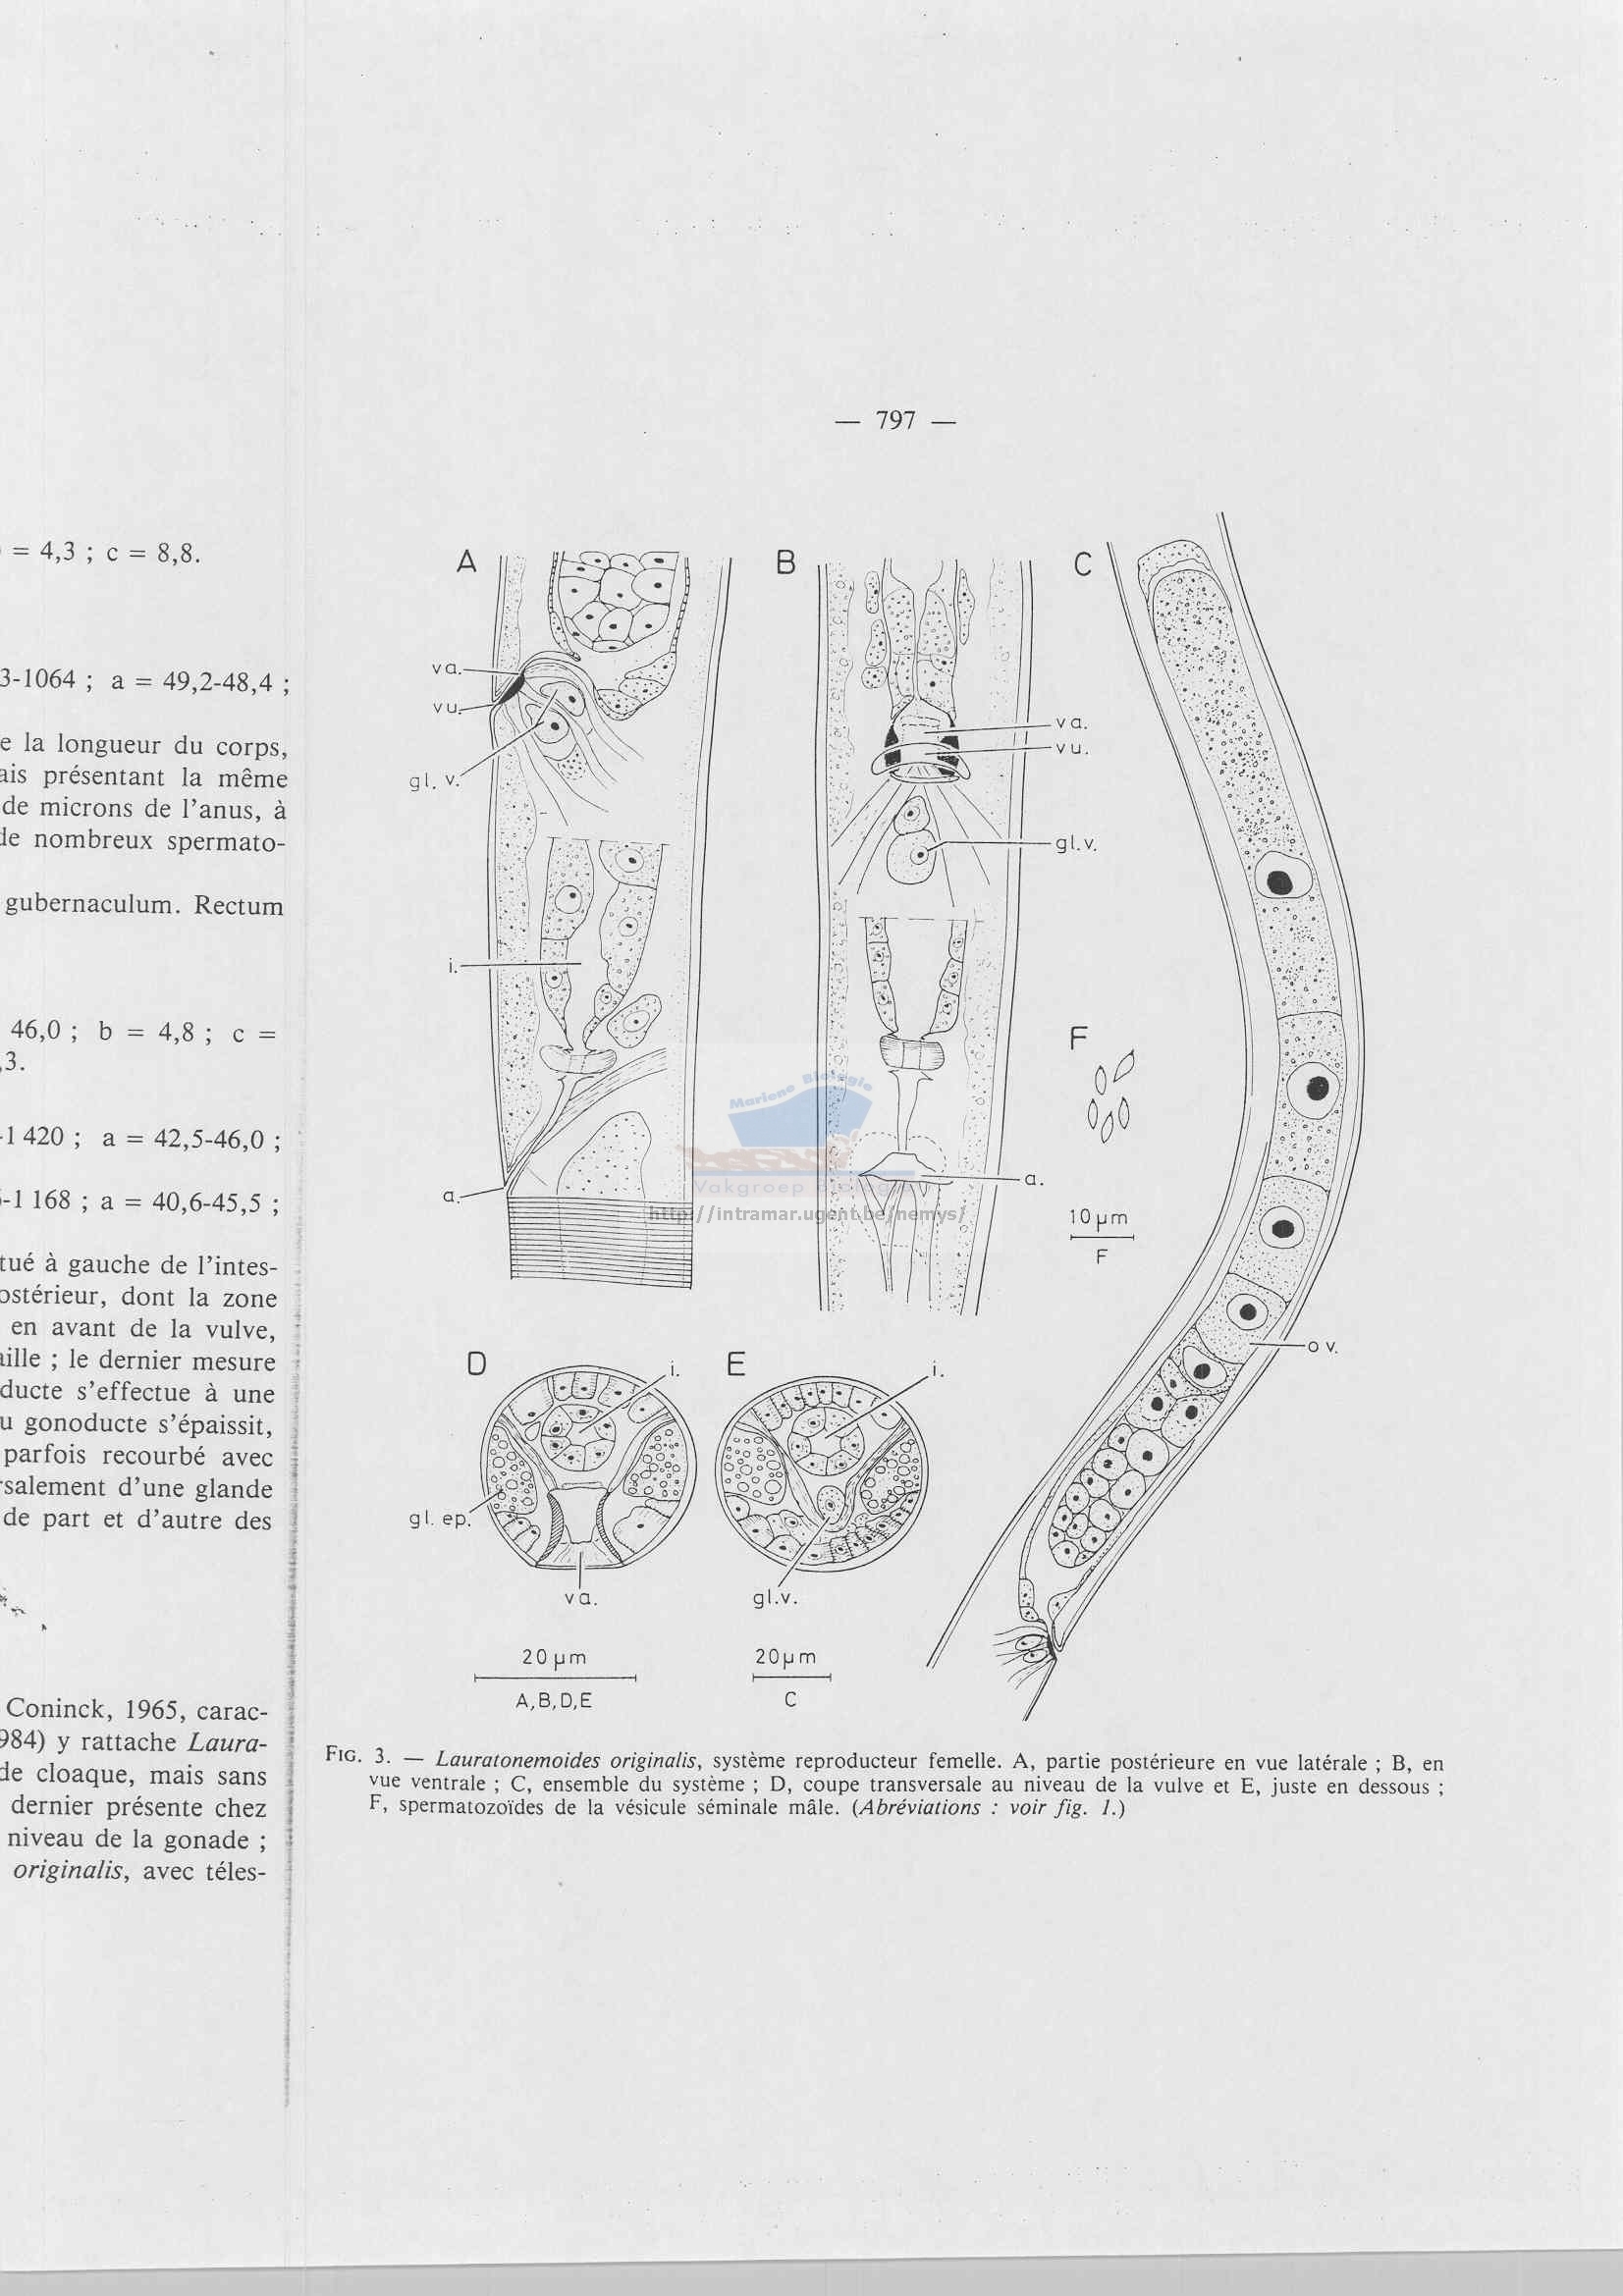 — 797 —
= 4,3 ; c = 8,8.
3-1064 ; a = 49,2-48,4 ;
e la longueur du corps,
ais présentant la même
de microns de l'anus, à
de nombreux spermato-
gubernaculum. Rectum
46,0 ; b = 4,8 ; c =
,3.
-1 420 ; a = 42,5-46,0 ;
-1 168 ; a = 40,6-45,5 ;
tué à gauche de l'intes-
ostérieur, dont la zone
en avant de la vulve,
aille ; le dernier mesure
ducte s'effectue à une
u gonoducte s'épaissit,
parfois recourbé avec
rsalement d'une glande
de part et d'autre des
Coninck, 1965, carac-
984) y rattache Laura-
de cloaque, mais sans
dernier présente chez
niveau de la gonade ;
originalis, avec téles-
A
va.
vu.
gl. v.
i.
a.
B
va.
vu.
gl.v.
a.
C
ov.
F
10 µm
F
Mariene Biologie
Vakgroep Biologie
http://intramar.ugent.be/nemys/
D
i.
gl. ep.
va.
E
i.
gl.v.
20 µm
A,B,D,E
20µm
C
FIG. 3. — Lauratonemoides originalis, système reproducteur femelle. A, partie postérieure en vue latérale ; B, en
vue ventrale ; C, ensemble du système ; D, coupe transversale au niveau de la vulve et E, juste en dessous ;
F, spermatozoïdes de la vésicule séminale mâle. (Abréviations : voir fig. 1.)